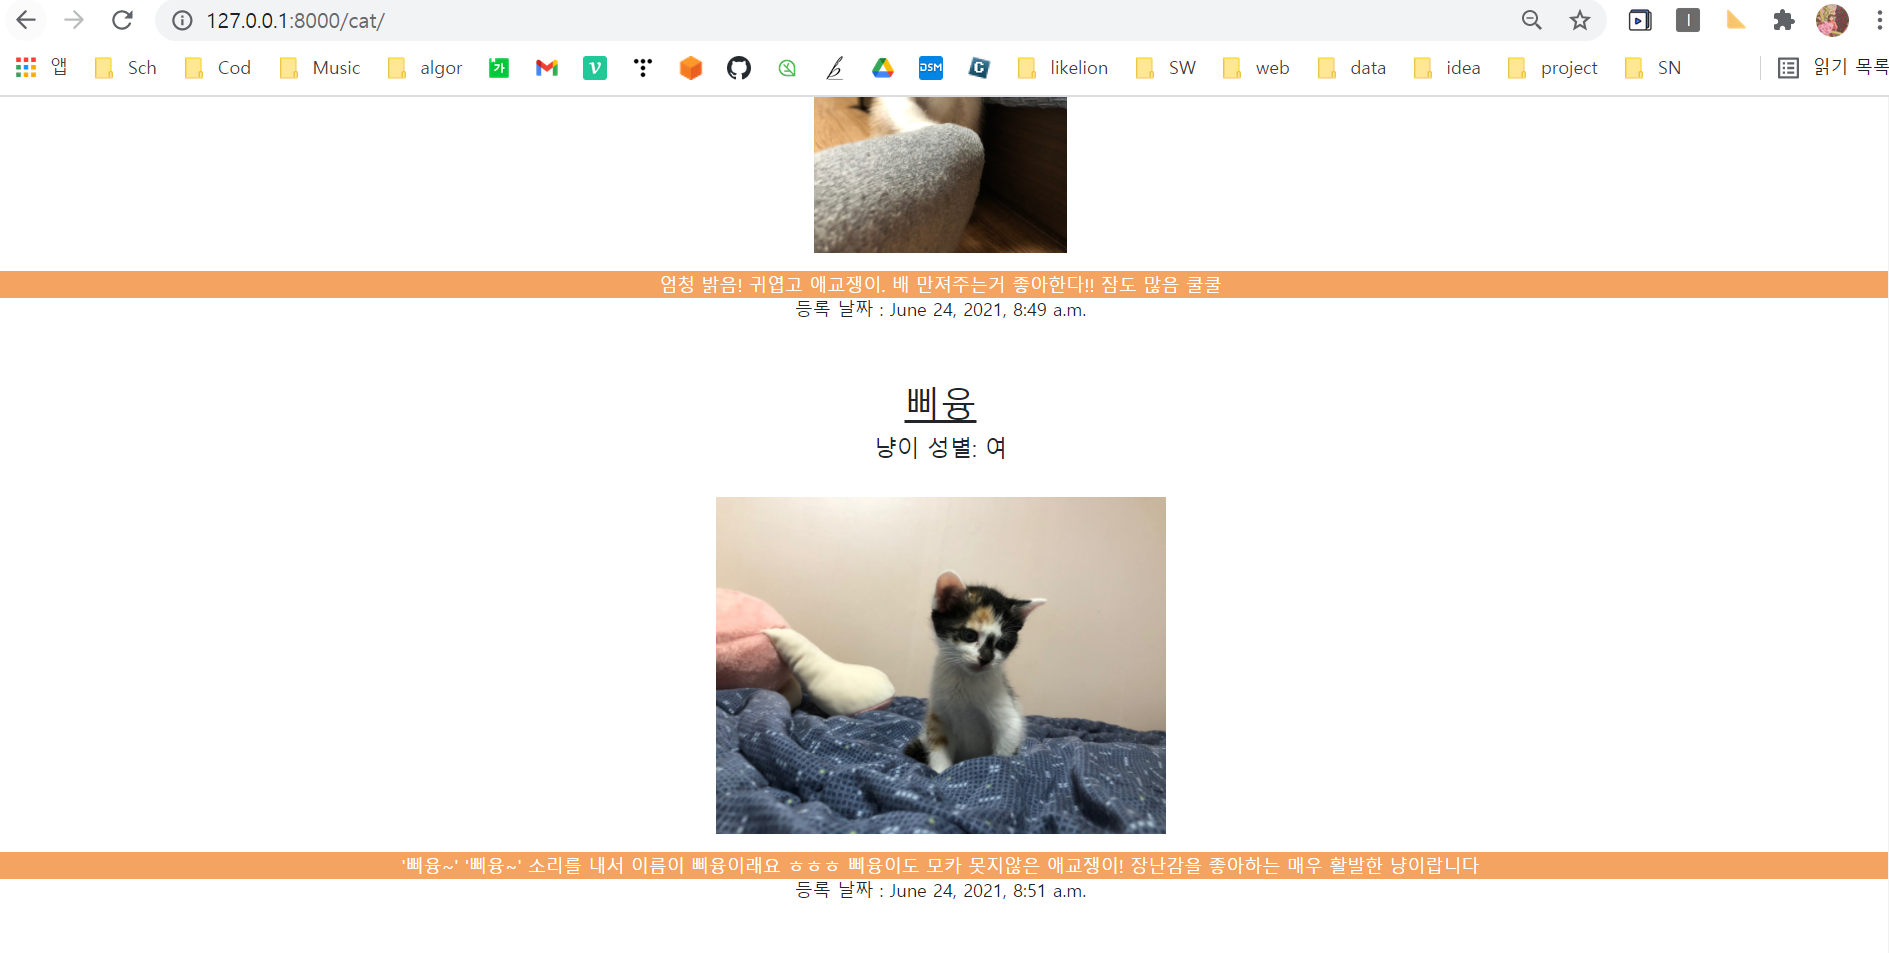 127.0.0.1:8000/cat/
앱 Sch Cod Music algor 가 V DSM G likelion SW web data idea project SN 읽기 목록
엄청 밝음! 귀엽고 애교쟁이. 배 만져주는거 좋아한다!! 잠도 많음 쿨쿨
등록 날짜 : June 24, 2021, 8:49 a.m.
삐융
냥이 성별: 여
'삐융~' '삐융~' 소리를 내서 이름이 삐융이래요 ㅎㅎㅎ 삐융이도 모카 못지않은 애교쟁이! 장난감을 좋아하는 매우 활발한 냥이랍니다
등록 날짜 : June 24, 2021, 8:51 a.m.